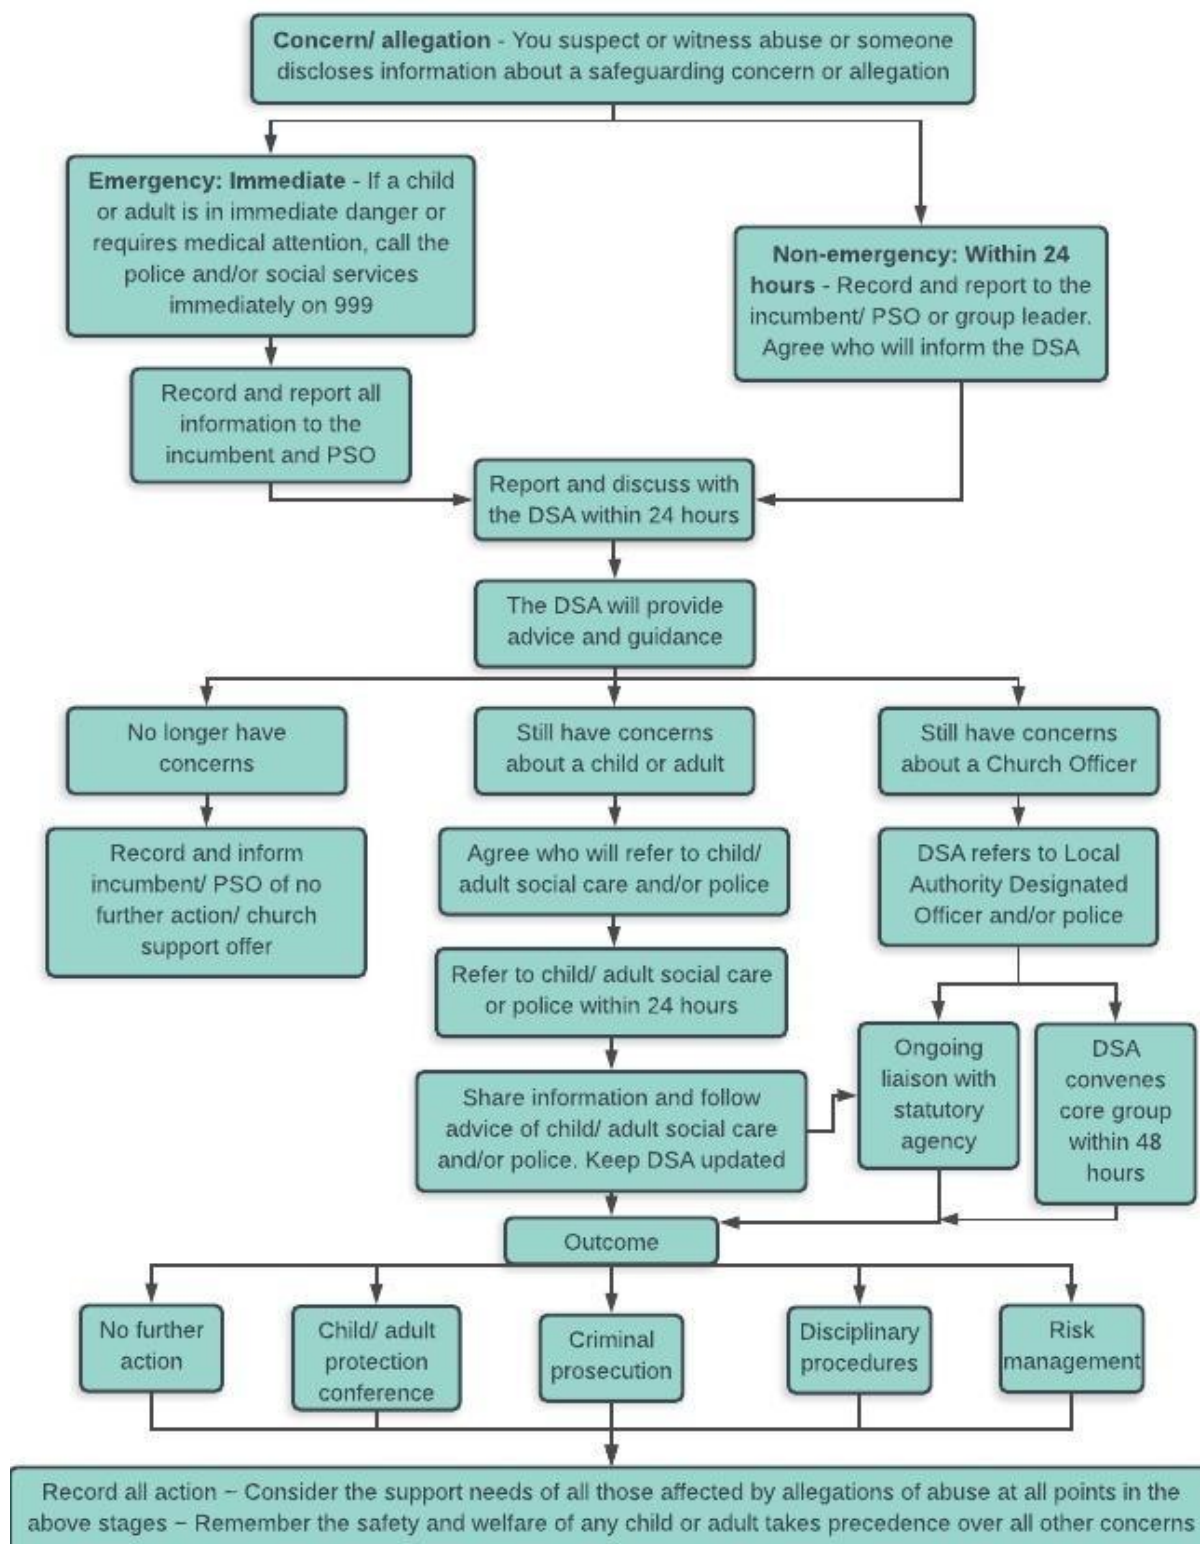 Concern/ allegation - You suspect or witness abuse or someone
discloses information about a safeguarding concern or allegation
Emergency: Immediate - If a child
or adult is in immediate danger or
requires medical attention, call the
police and/or social services
immediately on 999
Non-emergency: Within 24
hours - Record and report to the
incumbent/ PSO or group leader.
Agree who will inform the DSA
Record and report all
information to the
incumbent and PSO
Report and discuss with
the DSA within 24 hours
The DSA will provide
advice and guidance
No longer have
concerns
Still have concerns
about a child or adult
Still have concerns
about a Church Officer
Record and inform
incumbent/ PSO of no
further action/ church
support offer
Agree who will refer to child/
adult social care and/or police
DSA refers to Local
Authority Designated
Officer and/or police
Refer to child/ adult social care
or police within 24 hours
Ongoing
liaison with
statutory
agency
DSA
convenes
core group
within 48
hours
Share information and follow
advice of child/ adult social care
and/or police. Keep DSA updated
Outcome
No further
action
Child/ adult
protection
conference
Criminal
prosecution
Disciplinary
procedures
Risk
management
Record all action − Consider the support needs of all those affected by allegations of abuse at all points in the
above stages − Remember the safety and welfare of any child or adult takes precedence over all other concerns